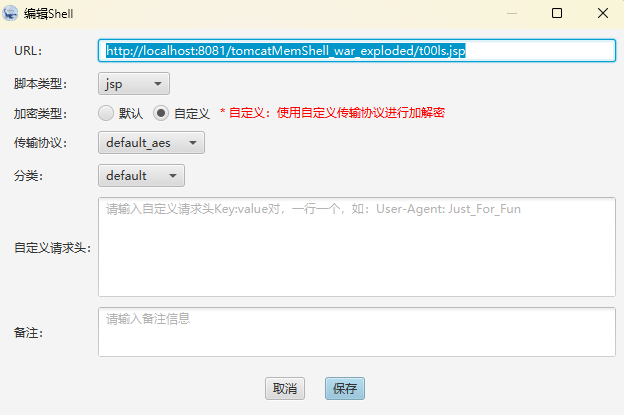 编辑Shell
URL: http://localhost:8081/tomcatMemShell_war_exploded/t00ls.jsp
脚本类型: jsp
加密类型: 默认 自定义 * 自定义：使用自定义传输协议进行加解密
传输协议: default_aes
分类: default
自定义请求头: 请输入自定义请求头Key:value对，一行一个，如：User-Agent: Just_For_Fun
备注: 请输入备注信息
取消 保存